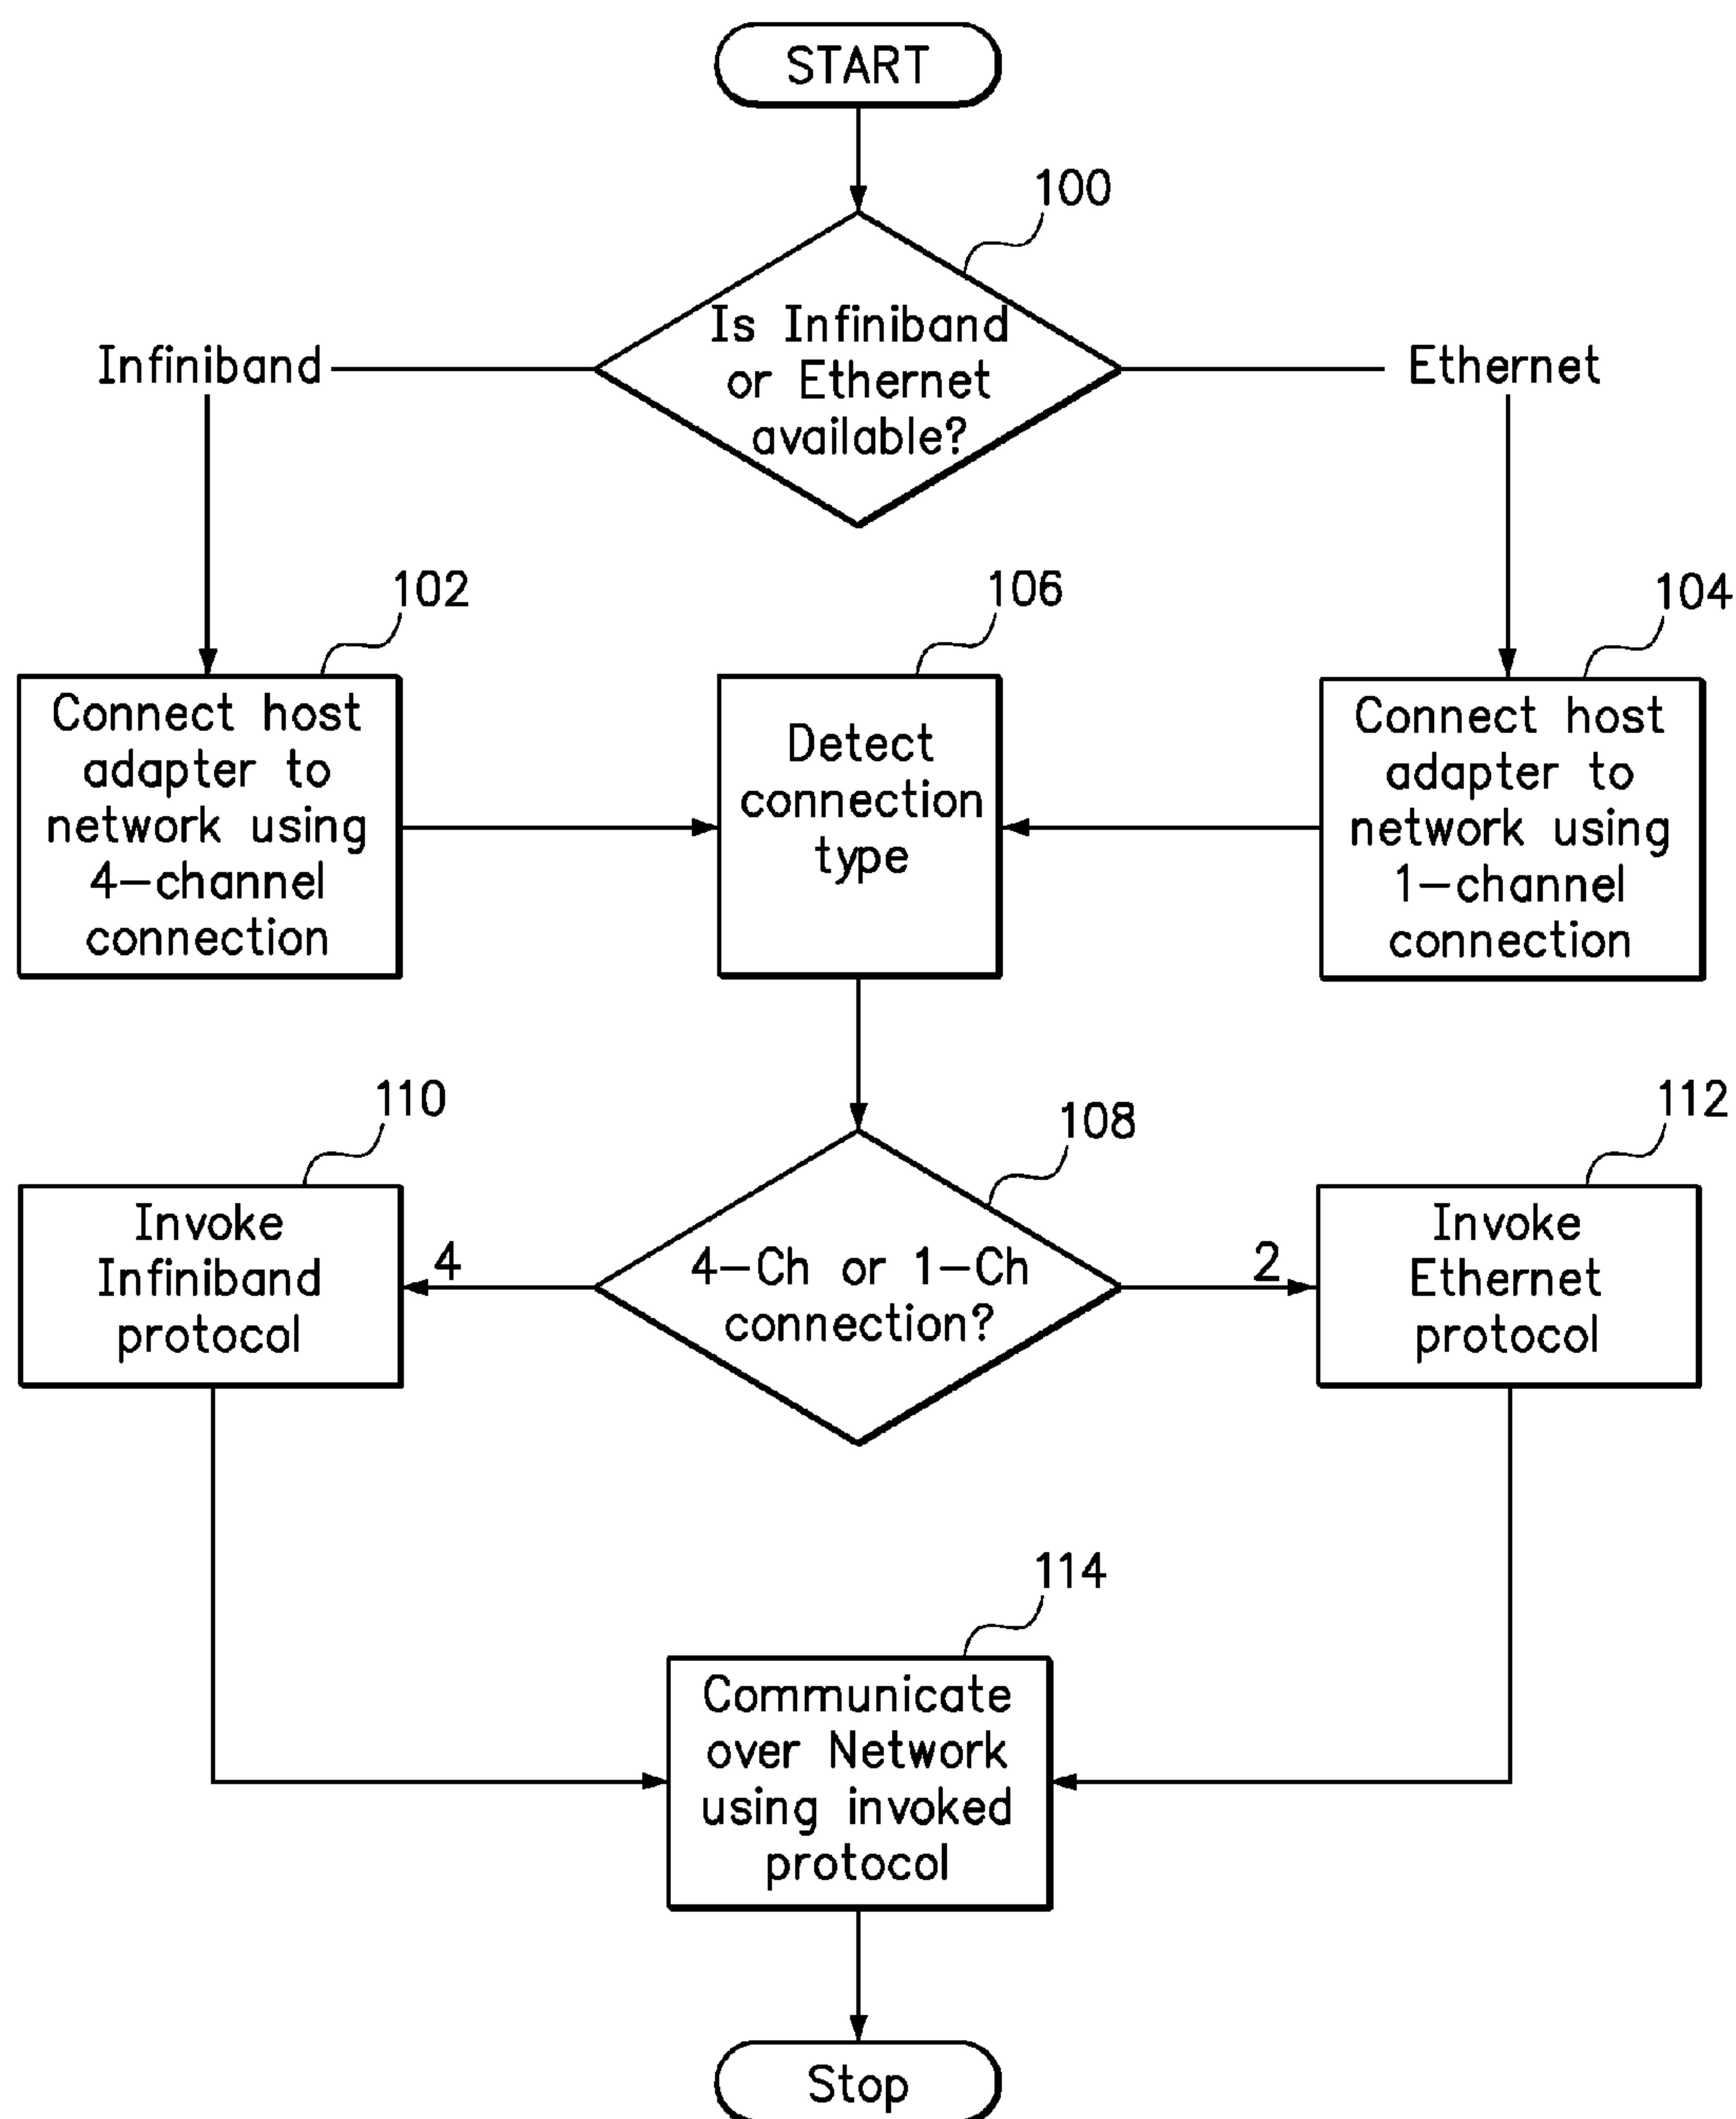 START
100
Is Infiniband
or Ethernet
available?
Infiniband
Ethernet
102
Connect host
adapter to
network using
4-channel
connection
106
Detect
connection
type
104
Connect host
adapter to
network using
1-channel
connection
110
Invoke
Infiniband
protocol
4
108
4-Ch or 1-Ch
connection?
2
112
Invoke
Ethernet
protocol
114
Communicate
over Network
using invoked
protocol
Stop